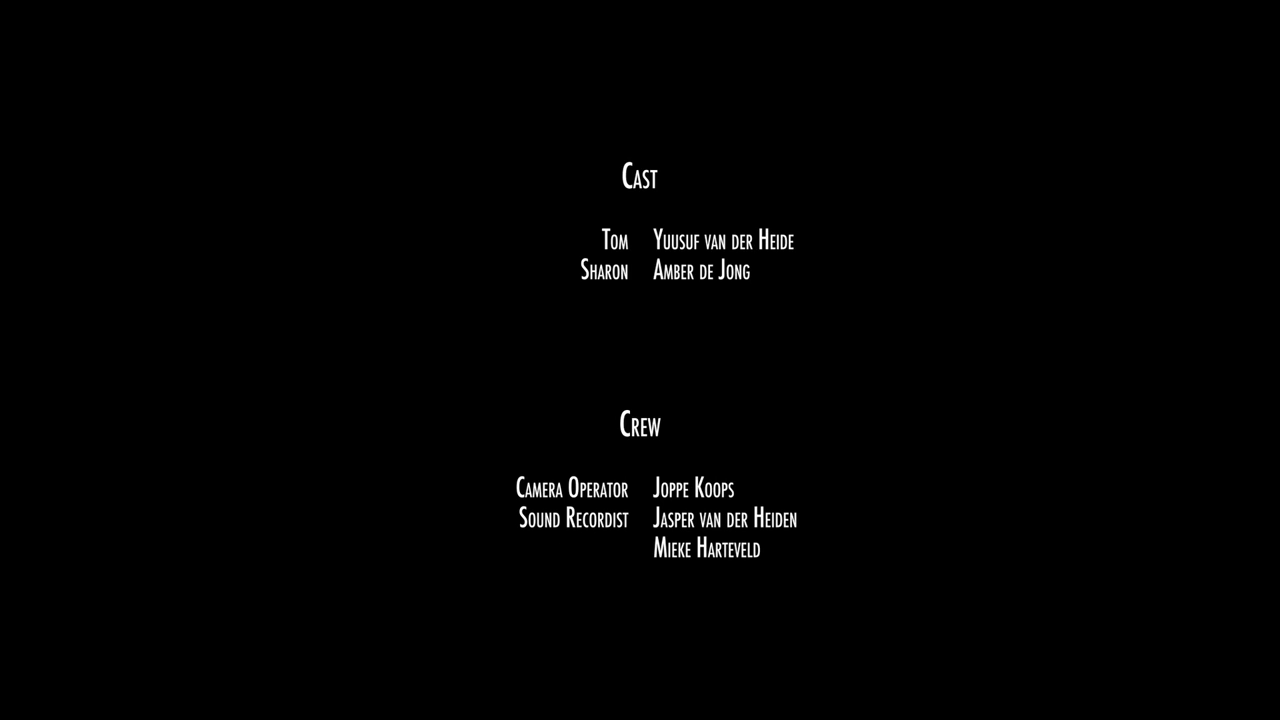 Cast
Tom Yuusuf van der Heide
Sharon Amber de Jong
Crew
Camera Operator Joppe Koops
Sound Recordist Jasper van der Heiden
Mieke Harteveld